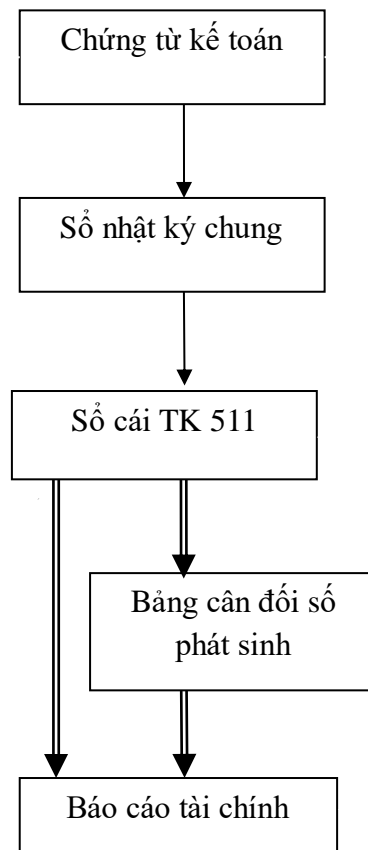 Chứng từ kế toán
Sổ nhật ký chung
Sổ cái TK 511
Bảng cân đối số
phát sinh
Báo cáo tài chính